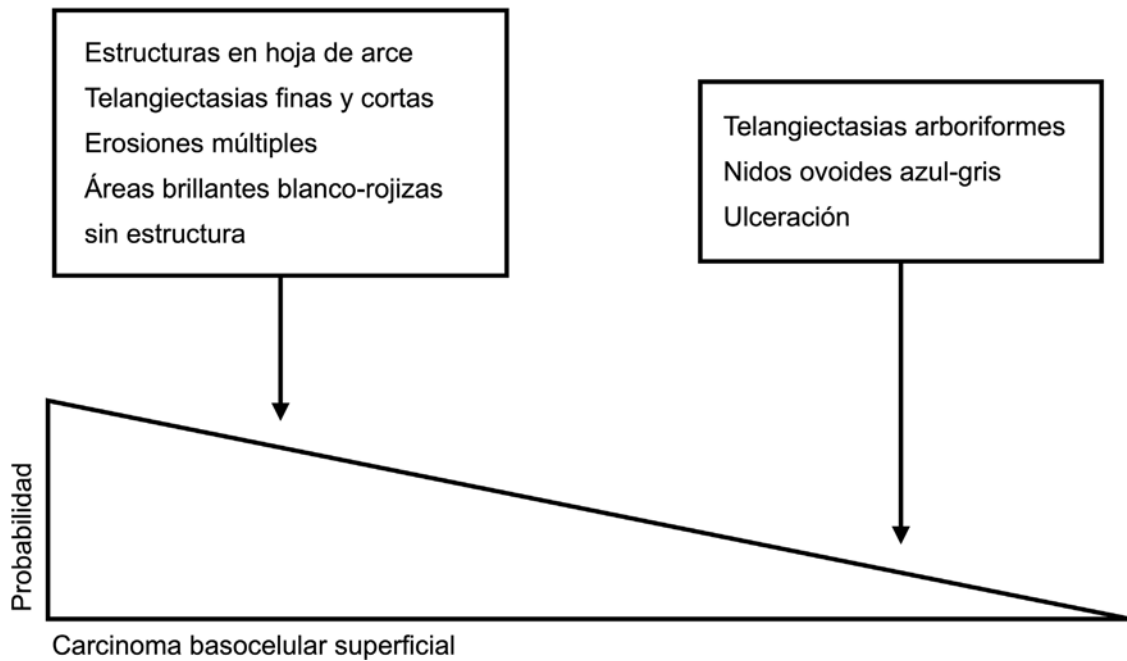 Estructuras en hoja de arce
Telangiectasias finas y cortas
Erosiones múltiples
Áreas brillantes blanco-rojizas
sin estructura
Telangiectasias arboriformes
Nidos ovoides azul-gris
Ulceración
Probabilidad
Carcinoma basocelular superficial